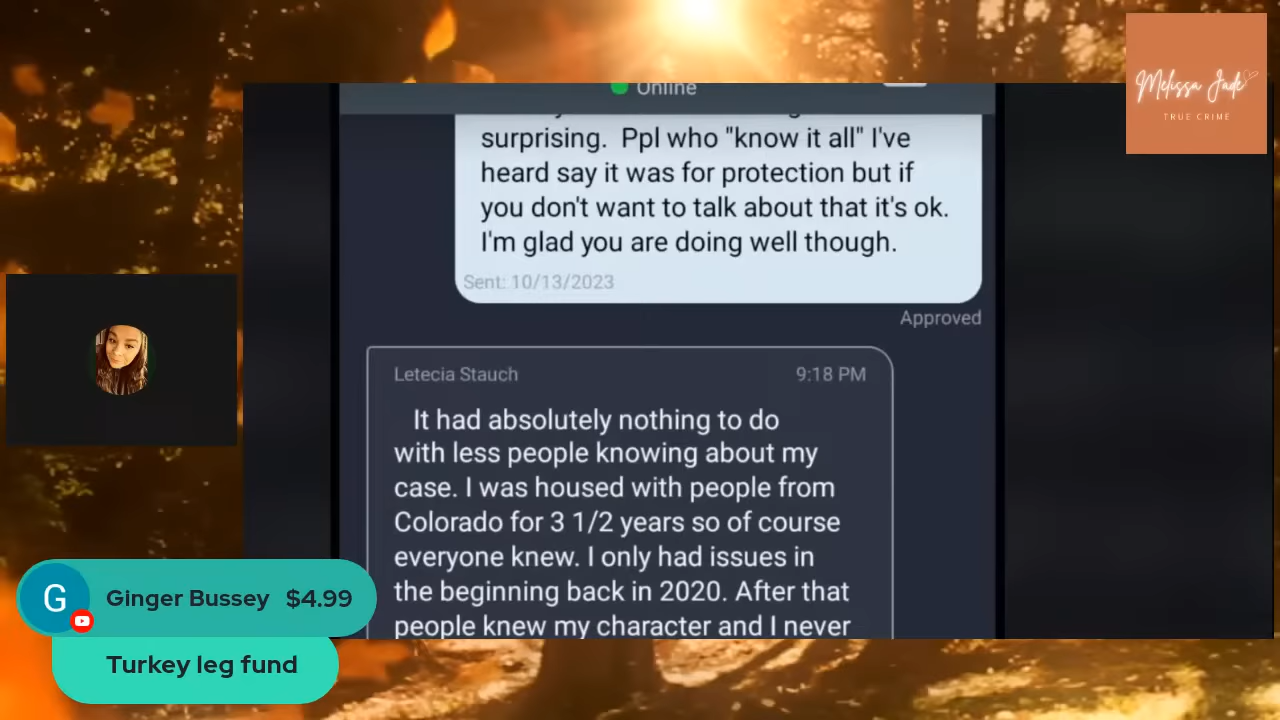 Online
surprising.  Ppl who "know it all" I've
heard say it was for protection but if
you don't want to talk about that it's ok.
I'm glad you are doing well though.
Sent: 10/13/2023
Approved
Letecia Stauch 9:18 PM
It had absolutely nothing to do
with less people knowing about my
case. I was housed with people from
Colorado for 3 1/2 years so of course
everyone knew. I only had issues in
the beginning back in 2020. After that
people knew my character and I never
Melissa Jade
TRUE CRIME
G Ginger Bussey $4.99
Turkey leg fund